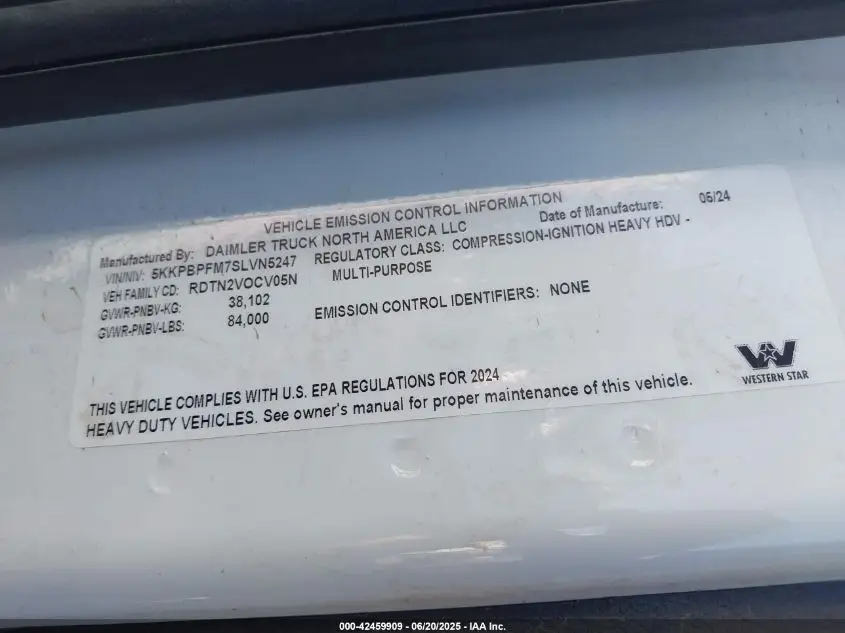 VEHICLE EMISSION CONTROL INFORMATION
Manufactured By: DAIMLER TRUCK NORTH AMERICA LLC Date of Manufacture: 06/24
VIN/NIV: 5KKPBPFM7SLVN5247 REGULATORY CLASS: COMPRESSION-IGNITION HEAVY HDV -
VEH FAMILY CD: RDTN2VOCV05N MULTI-PURPOSE
GVWR-PNBV-KG: 38,102
GVWR-PNBV-LBS: 84,000 EMISSION CONTROL IDENTIFIERS: NONE
THIS VEHICLE COMPLIES WITH U.S. EPA REGULATIONS FOR 2024
HEAVY DUTY VEHICLES. See owner's manual for proper maintenance of this vehicle.
WESTERN STAR
000-42459909 - 06/20/2025 - IAA Inc.